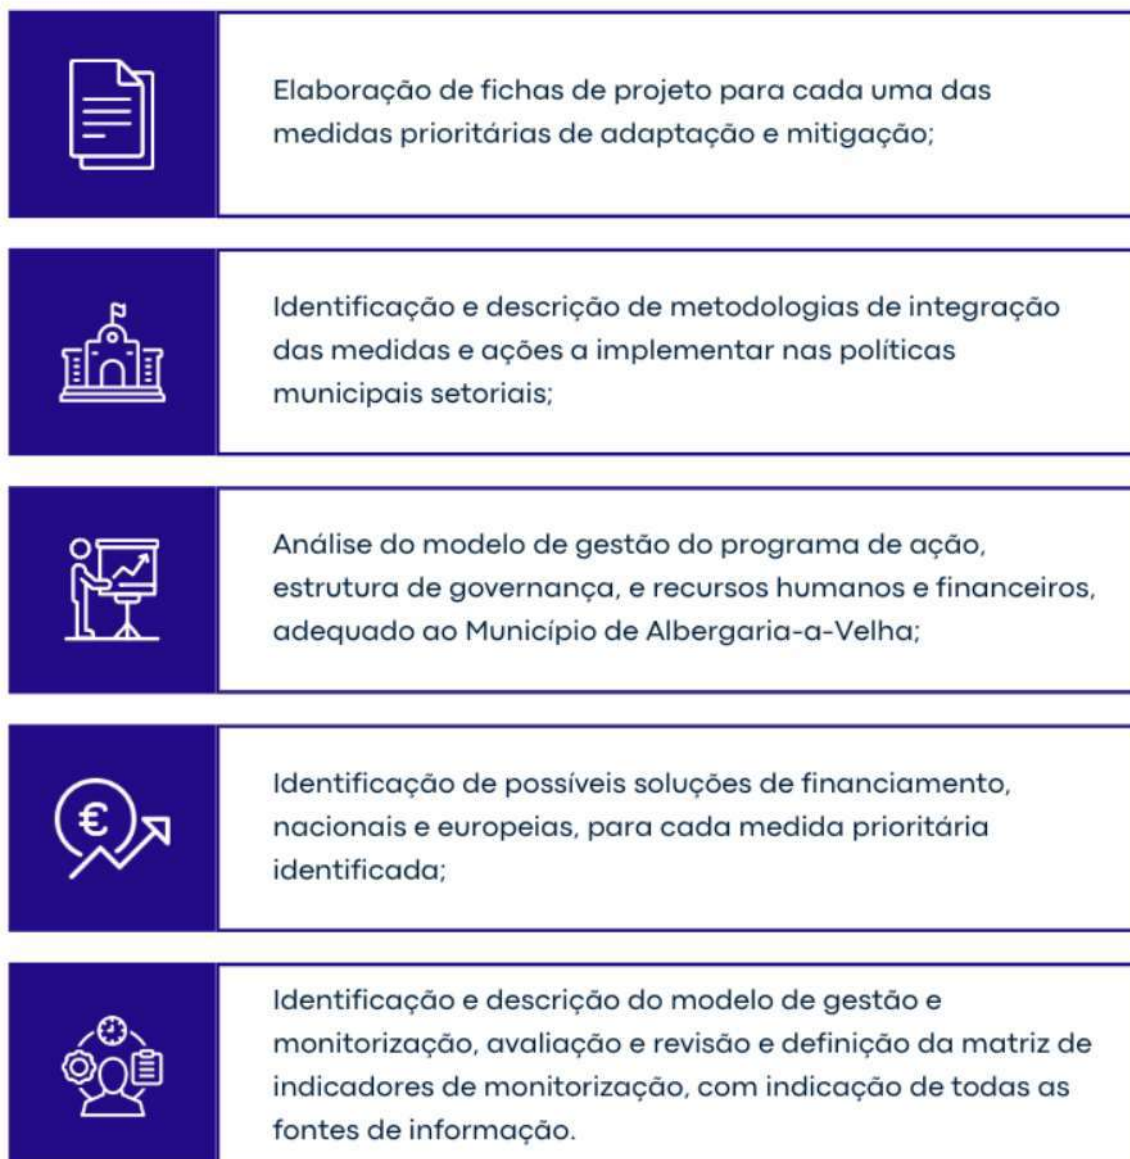 Elaboração de fichas de projeto para cada uma das
medidas prioritárias de adaptação e mitigação;
Identificação e descrição de metodologias de integração
das medidas e ações a implementar nas políticas
municipais setoriais;
Análise do modelo de gestão do programa de ação,
estrutura de governança, e recursos humanos e financeiros,
adequado ao Município de Albergaria-a-Velha;
€
Identificação de possíveis soluções de financiamento,
nacionais e europeias, para cada medida prioritária
identificada;
Identificação e descrição do modelo de gestão e
monitorização, avaliação e revisão e definição da matriz de
indicadores de monitorização, com indicação de todas as
fontes de informação.